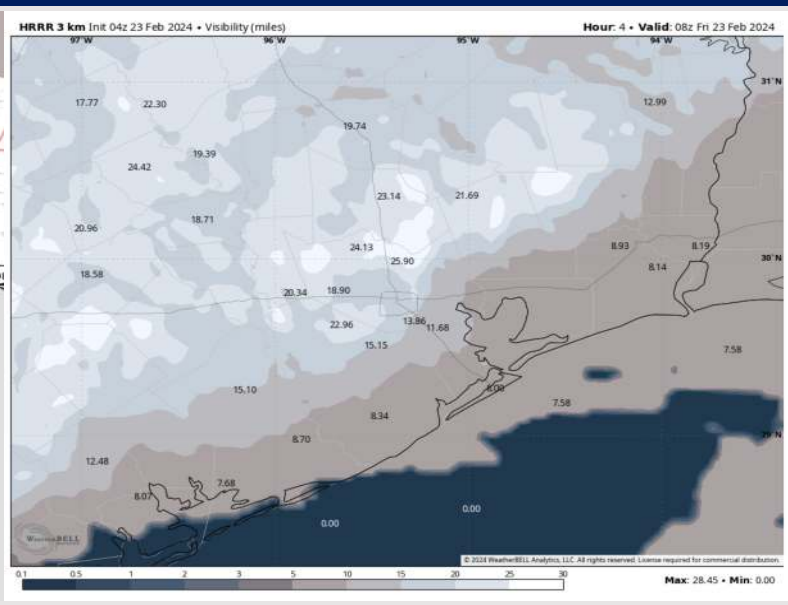 HRRR 3 km Init 04z 23 Feb 2024 • Visibility (miles) Hour: 4 • Valid: 08z Fri 23 Feb 2024
97°W 96°W 95°W 94°W
31°N
17.77 22.30 12.99
19.74
19.39
24.42
23.14 21.69
18.71
20.96
24.13 8.93 8.19
25.90 30°N
18.58 8.14
20.34 18.90
22.96 13.86 11.68
15.15 7.58
15.10 8.00
8.34 7.58
8.70 29°N
12.48
7.68
8.07
0.00 0.00
WeatherBELL
© 2024 WeatherBELL Analytics, LLC. All rights reserved. License required for commercial distribution.
0.1 0.5 1 2 3 5 10 15 20 25 30
Max: 28.45 • Min: 0.00